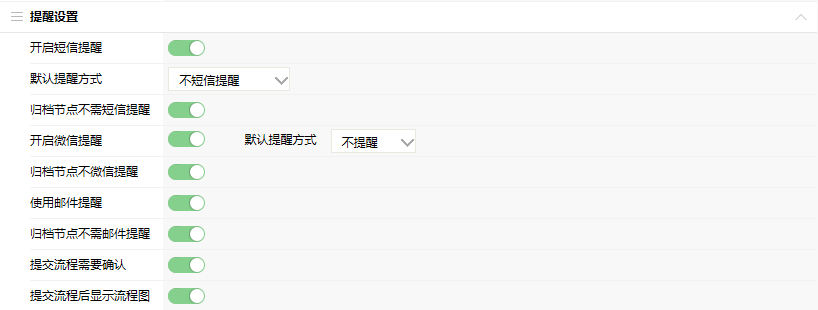 提醒设置
开启短信提醒
默认提醒方式 不短信提醒
归档节点不需短信提醒
开启微信提醒 默认提醒方式 不提醒
归档节点不微信提醒
使用邮件提醒
归档节点不需邮件提醒
提交流程需要确认
提交流程后显示流程图